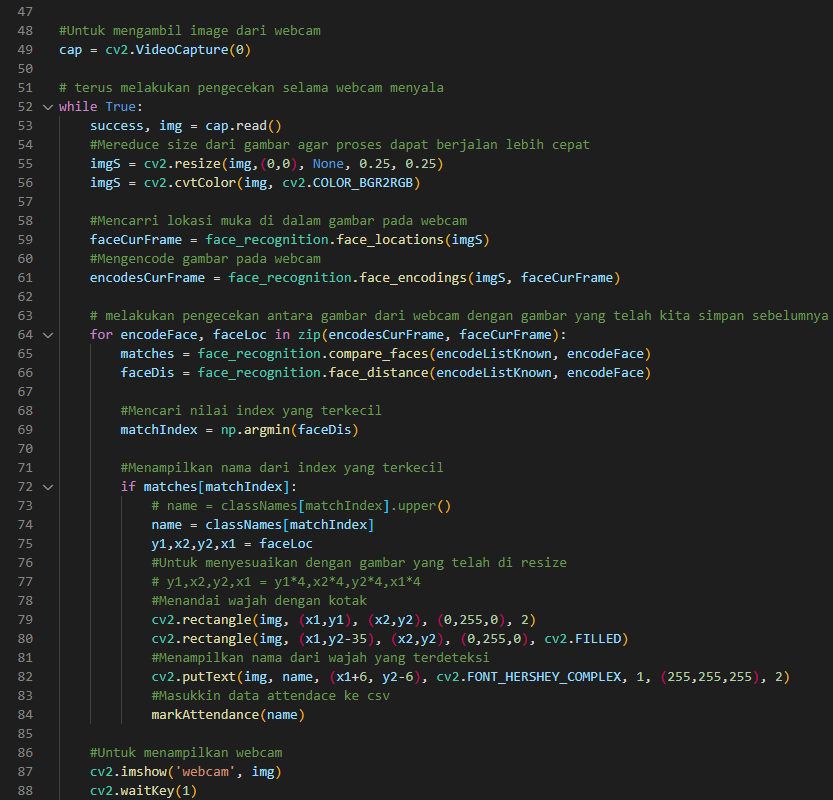 47
48 #Untuk mengambil image dari webcam
49 cap = cv2.VideoCapture(0)
50
51 # terus melakukan pengecekan selama webcam menyala
52 while True:
53     success, img = cap.read()
54     #Mereduce size dari gambar agar proses dapat berjalan lebih cepat
55     imgS = cv2.resize(img,(0,0), None, 0.25, 0.25)
56     imgS = cv2.cvtColor(img, cv2.COLOR_BGR2RGB)
57
58     #Mencarri lokasi muka di dalam gambar pada webcam
59     faceCurFrame = face_recognition.face_locations(imgS)
60     #Mengencode gambar pada webcam
61     encodesCurFrame = face_recognition.face_encodings(imgS, faceCurFrame)
62
63     # melakukan pengecekan antara gambar dari webcam dengan gambar yang telah kita simpan sebelumnya
64     for encodeFace, faceLoc in zip(encodesCurFrame, faceCurFrame):
65         matches = face_recognition.compare_faces(encodeListKnown, encodeFace)
66         faceDis = face_recognition.face_distance(encodeListKnown, encodeFace)
67
68         #Mencari nilai index yang terkecil
69         matchIndex = np.argmin(faceDis)
70
71         #Menampilkan nama dari index yang terkecil
72         if matches[matchIndex]:
73             # name = classNames[matchIndex].upper()
74             name = classNames[matchIndex]
75             y1,x2,y2,x1 = faceLoc
76             #Untuk menyesuaikan dengan gambar yang telah di resize
77             # y1,x2,y2,x1 = y1*4,x2*4,y2*4,x1*4
78             #Menandai wajah dengan kotak
79             cv2.rectangle(img, (x1,y1), (x2,y2), (0,255,0), 2)
80             cv2.rectangle(img, (x1,y2-35), (x2,y2), (0,255,0), cv2.FILLED)
81             #Menampilkan nama dari wajah yang terdeteksi
82             cv2.putText(img, name, (x1+6, y2-6), cv2.FONT_HERSHEY_COMPLEX, 1, (255,255,255), 2)
83             #Masukkin data attendace ke csv
84             markAttendance(name)
85
86     #Untuk menampilkan webcam
87     cv2.imshow('webcam', img)
88     cv2.waitKey(1)